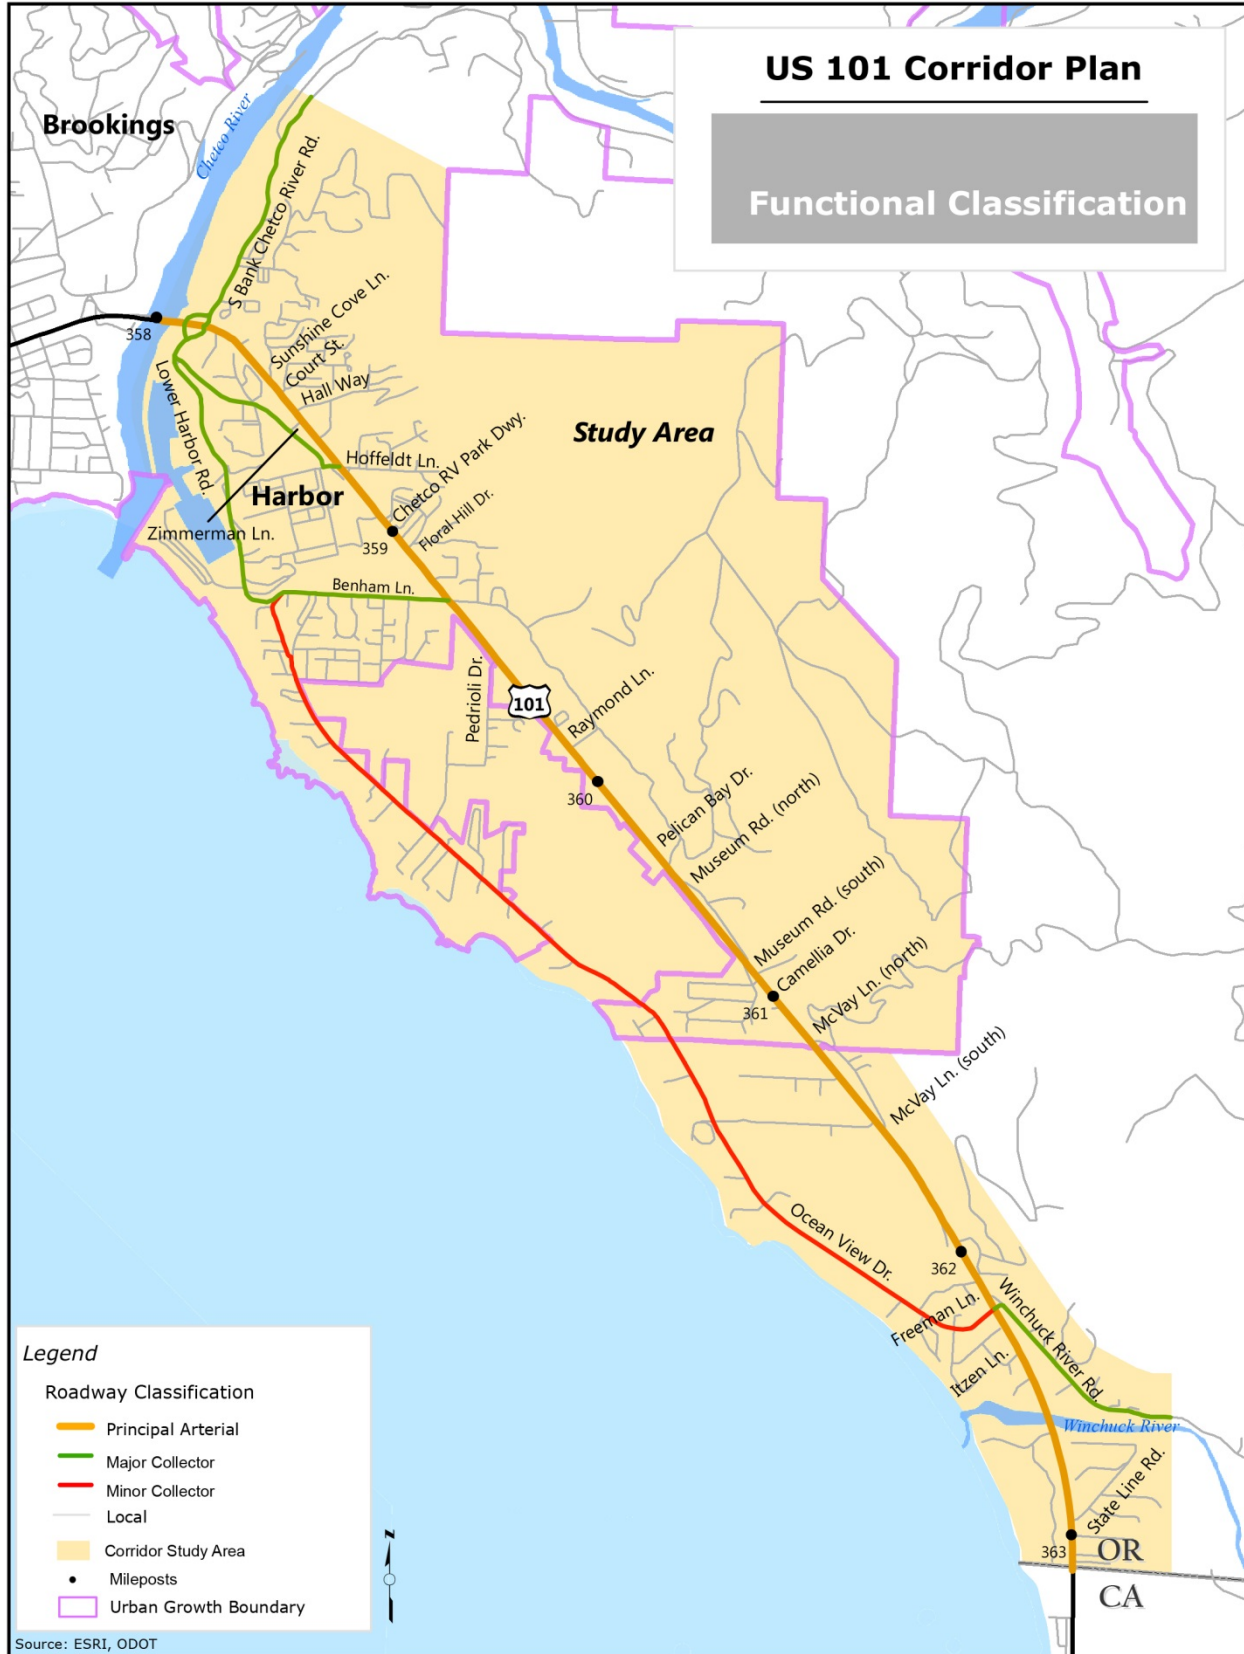 US 101 Corridor Plan
Functional Classification
Brookings
Chetco River
S Bank Chetco River Rd.
358
Sunshine Cove Ln.
Court St.
Hall Way
Lower Harbor Rd.
Study Area
Hoffeldt Ln.
Chetco RV Park Dwy.
Harbor
Floral Hill Dr.
Zimmerman Ln.
359
Benham Ln.
Pedrioli Dr.
101
Raymond Ln.
360
Pelican Bay Dr.
Museum Rd. (north)
Museum Rd. (south)
Camellia Dr.
361
McVay Ln. (north)
McVay Ln. (south)
Ocean View Dr.
362
Freeman Ln.
Winchuck River Rd.
Itzen Ln.
Winchuck River
State Line Rd.
363
OR
CA
Legend
Roadway Classification
Principal Arterial
Major Collector
Minor Collector
Local
Corridor Study Area
Mileposts
Urban Growth Boundary
z
Source: ESRI, ODOT